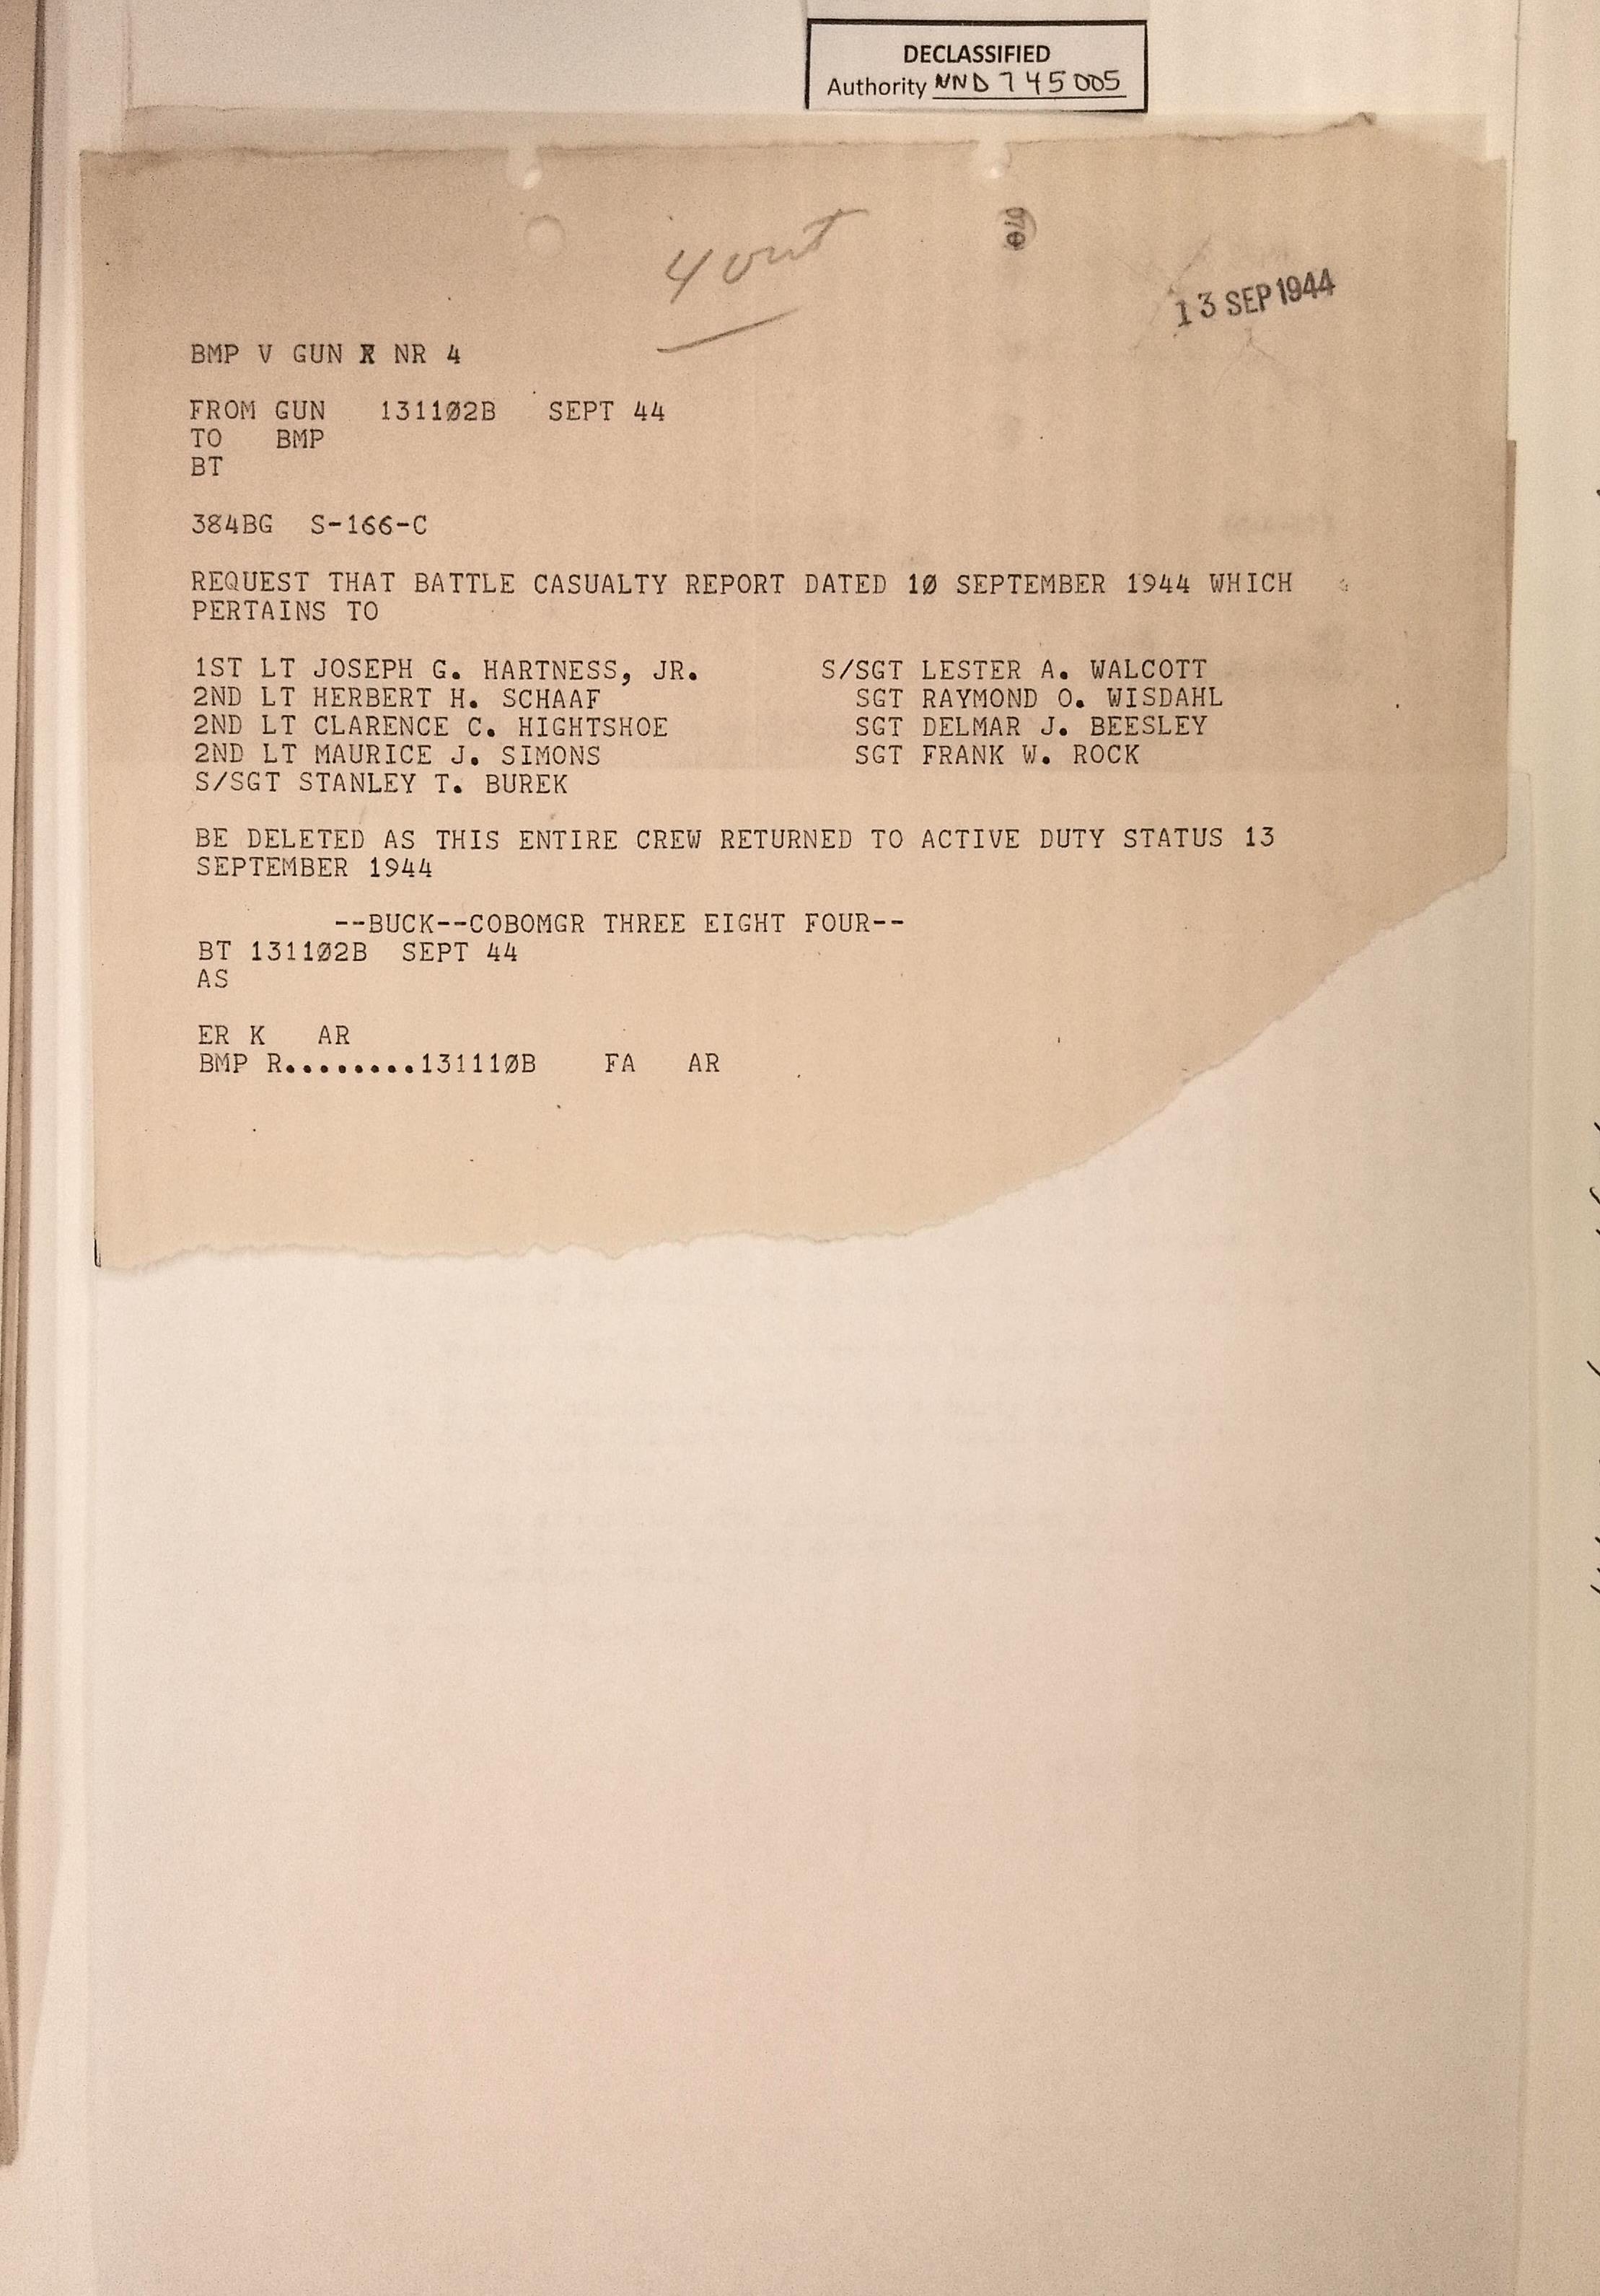 DECLASSIFIED
Authority NND 745005
4 out
070
13 SEP 1944
BMP V GUN NR 4
FROM GUN 131102B SEPT 44
TO BMP
BT
384BG S-166-C
REQUEST THAT BATTLE CASUALTY REPORT DATED 10 SEPTEMBER 1944 WHICH
PERTAINS TO
1ST LT JOSEPH G. HARTNESS, JR. S/SGT LESTER A. WALCOTT
2ND LT HERBERT H. SCHAAF SGT RAYMOND O. WISDAHL
2ND LT CLARENCE C. HIGHTSHOE SGT DELMAR J. BEESLEY
2ND LT MAURICE J. SIMONS SGT FRANK W. ROCK
S/SGT STANLEY T. BUREK
BE DELETED AS THIS ENTIRE CREW RETURNED TO ACTIVE DUTY STATUS 13
SEPTEMBER 1944
--BUCK--COBOMGR THREE EIGHT FOUR--
BT 131102B SEPT 44
AS
ER K AR
BMP R........131110B FA AR